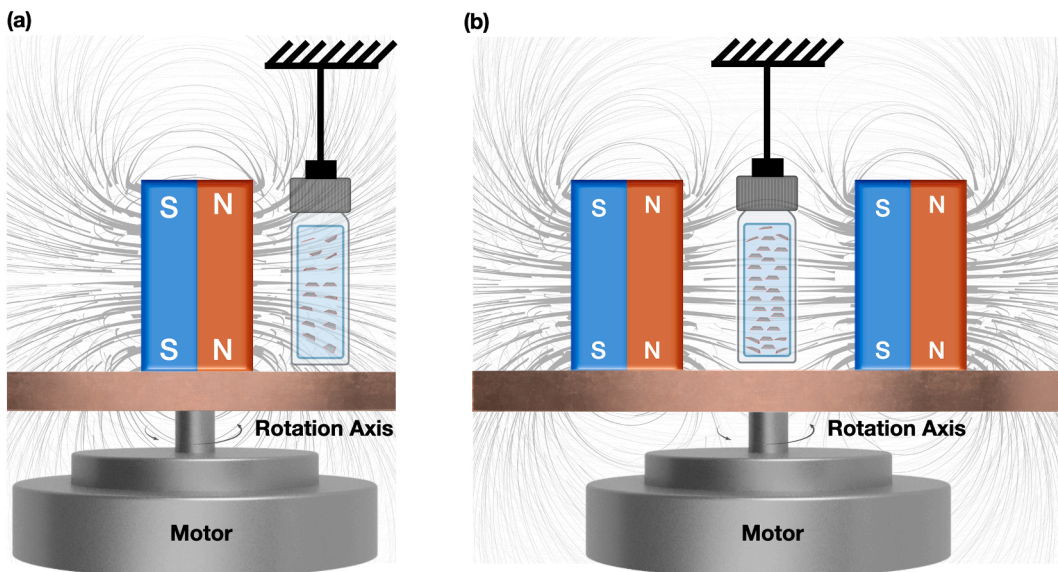 (a)
S N
S N
Rotation Axis
Motor
(b)
S N
S N
S N
S N
Rotation Axis
Motor